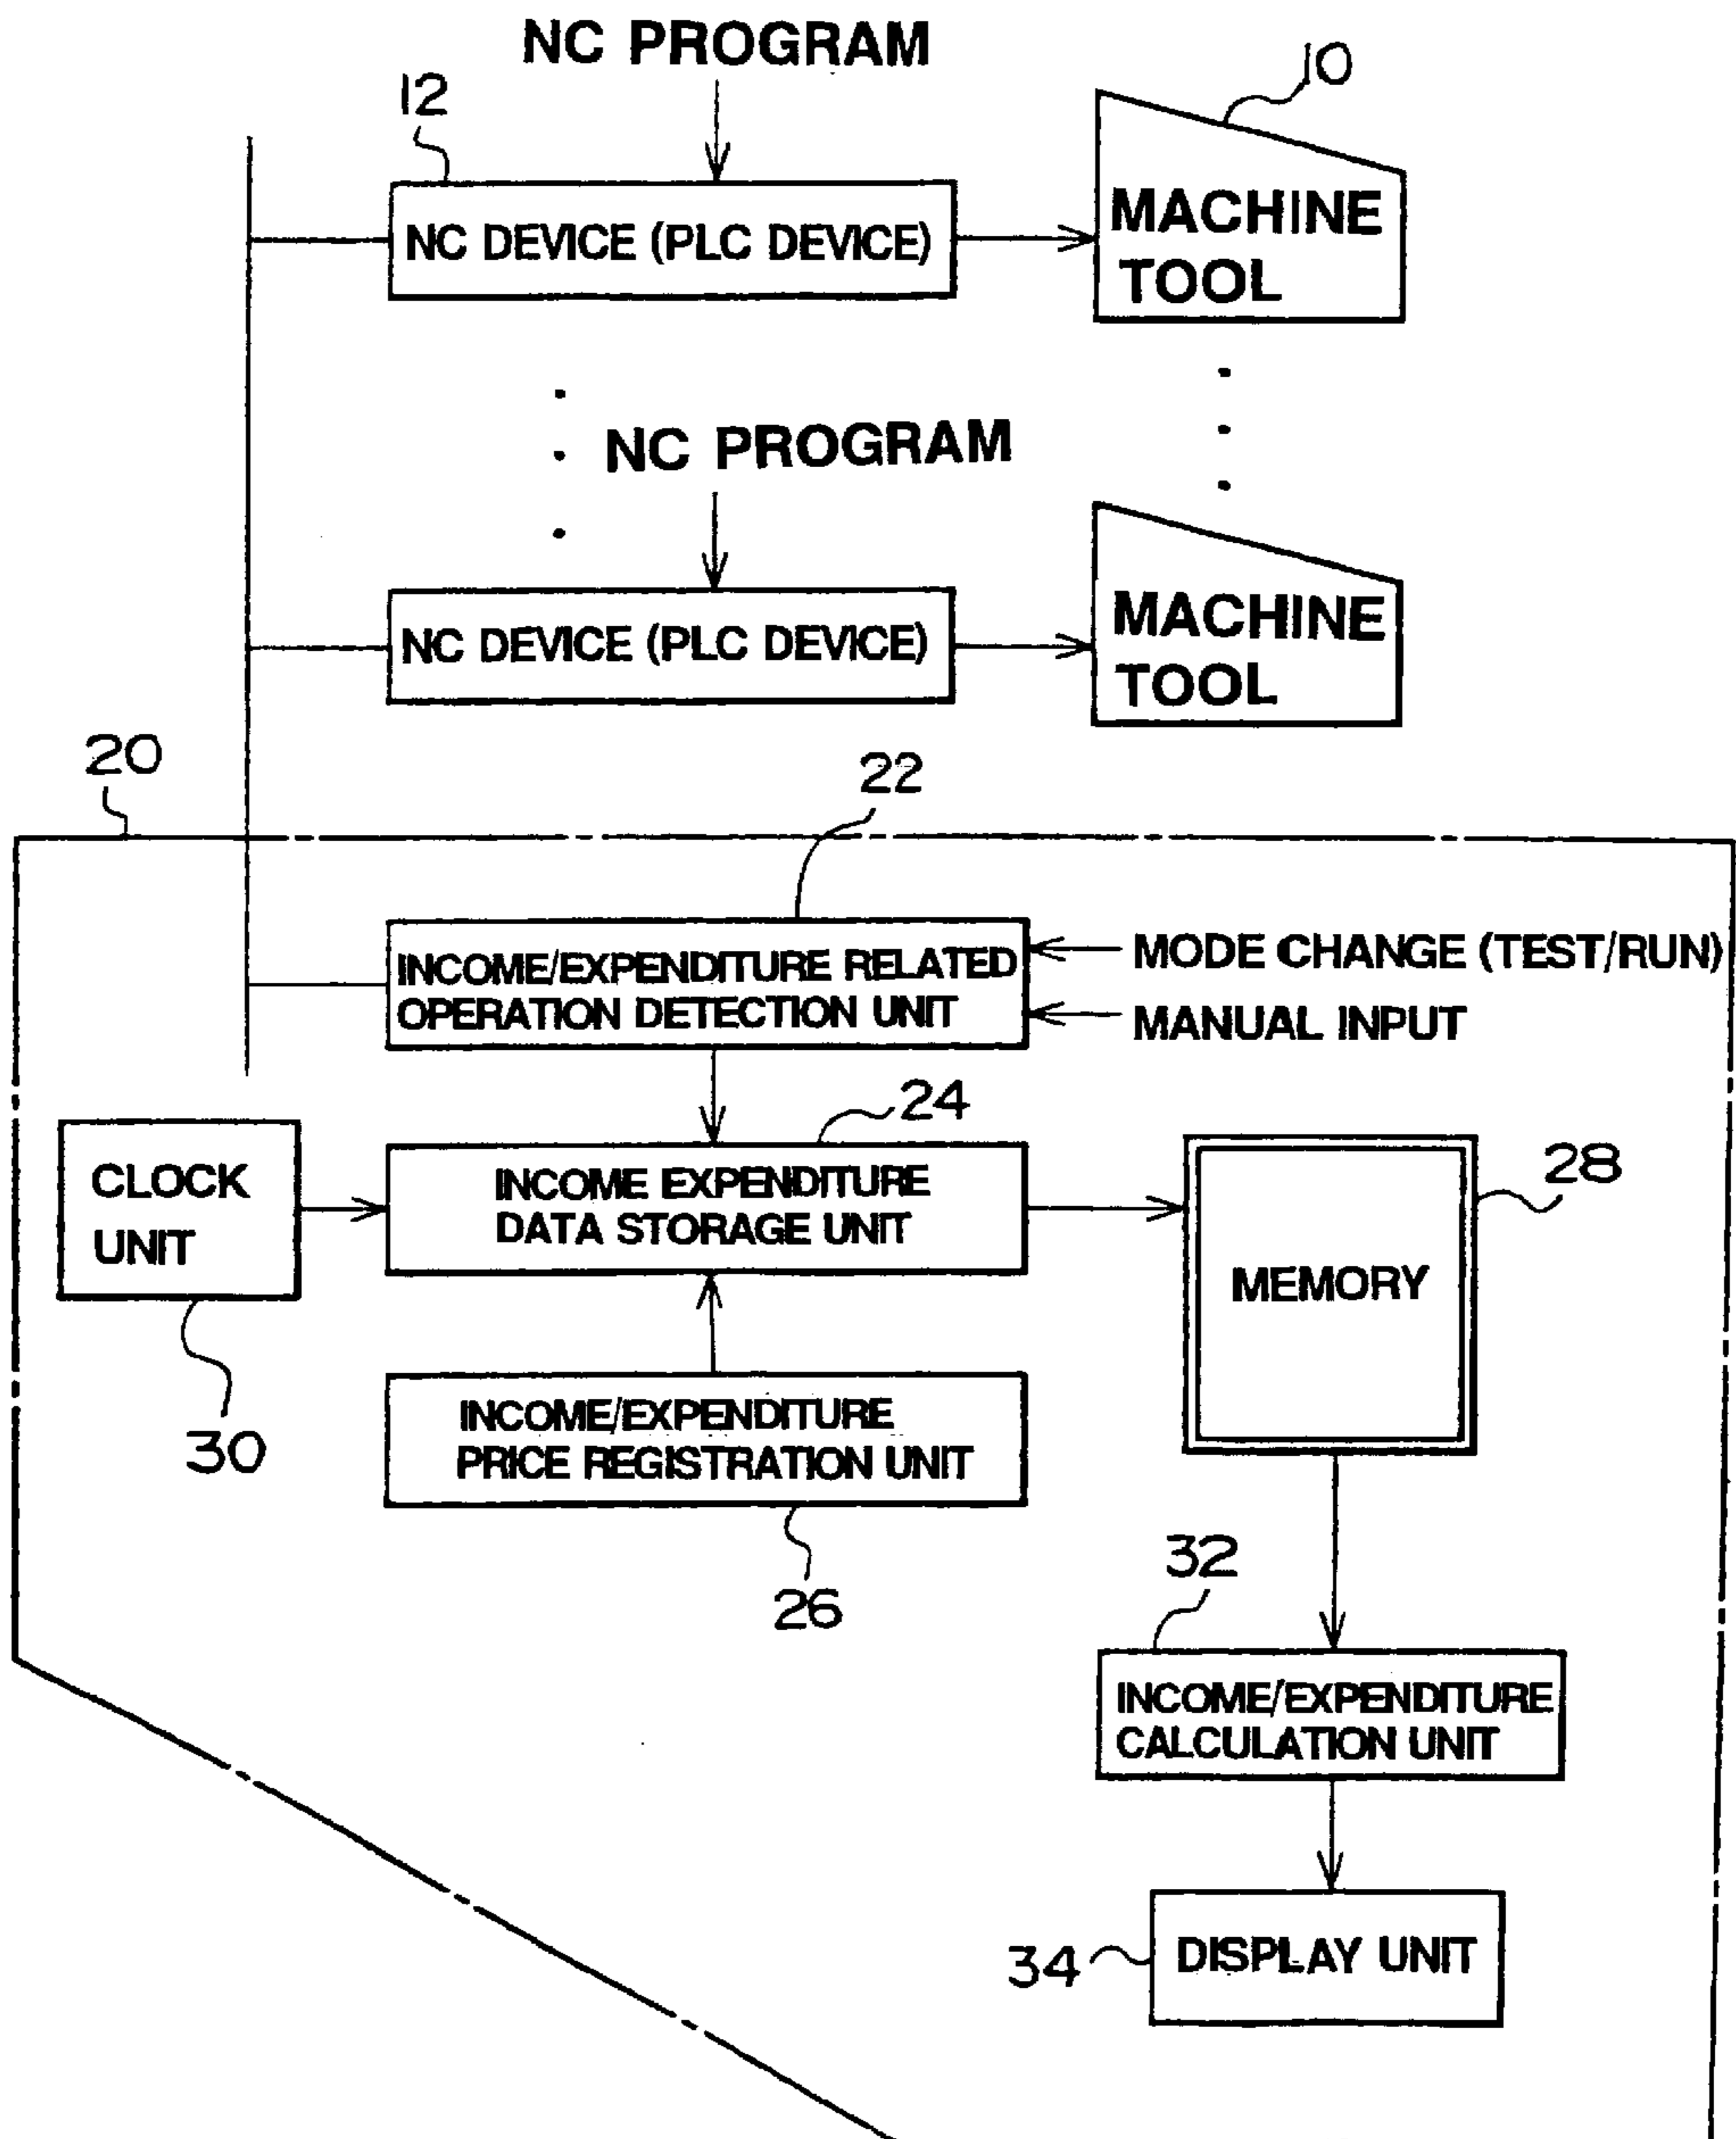 NC PROGRAM
12
10
NC DEVICE (PLC DEVICE)
MACHINE
TOOL
NC PROGRAM
NC DEVICE (PLC DEVICE)
MACHINE
TOOL
20
22
INCOME/EXPENDITURE RELATED
OPERATION DETECTION UNIT
MODE CHANGE (TEST/RUN)
MANUAL INPUT
24
CLOCK
UNIT
30
INCOME EXPENDITURE
DATA STORAGE UNIT
28
MEMORY
INCOME/EXPENDITURE
PRICE REGISTRATION UNIT
26
32
INCOME/EXPENDITURE
CALCULATION UNIT
34
DISPLAY UNIT